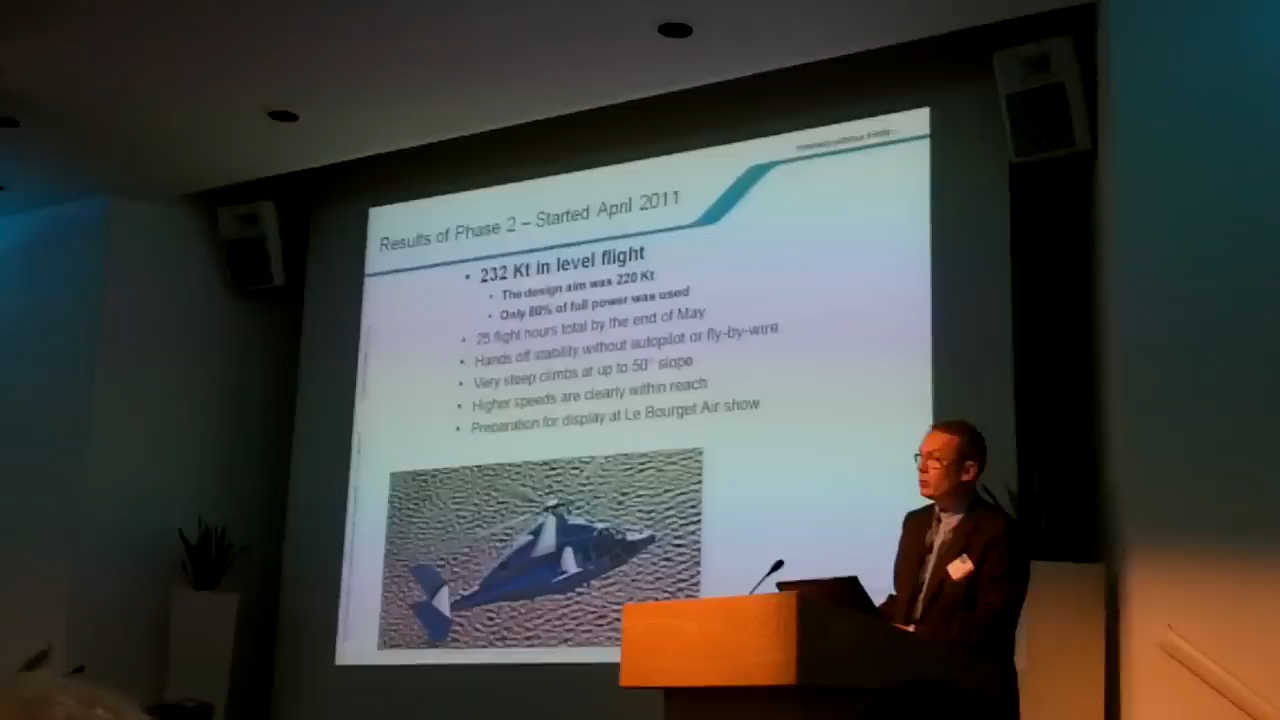 Results of Phase 2 – Started April 2011
• 232 Kt in level flight
• The design aim was 220 Kt
• Only 80% of full power was used
• 25 flight hours total by the end of May
• Hands off stability without autopilot or fly-by-wire
• Very steep climbs at up to 50° slope
• Higher speeds are clearly within reach
• Preparation for display at Le Bourget Air show